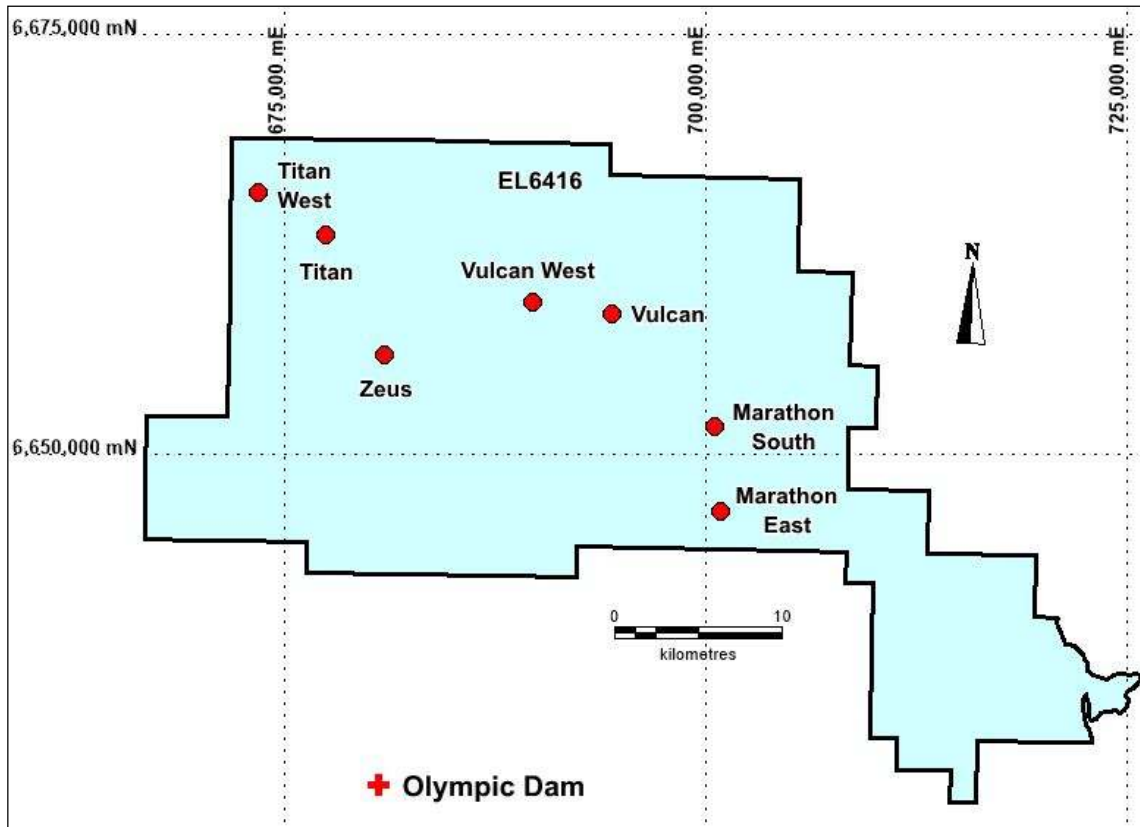 6,675,000 mN
675,000 mE
700,000 mE
725,000 mE
Titan
West
EL6416
Titan
Vulcan West
Vulcan
N
Zeus
Marathon
South
6,650,000 mN
Marathon
East
0 10
kilometres
Olympic Dam